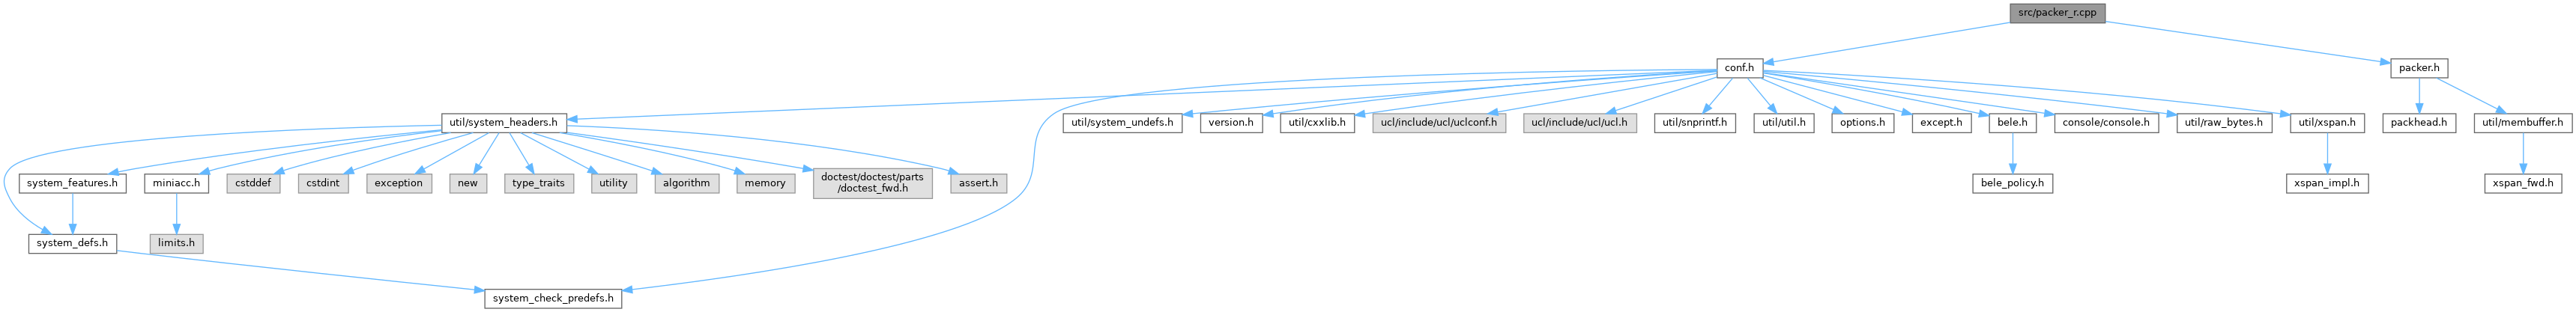 src/packer_r.cpp
conf.h
packer.h
util/system_headers.h
util/system_undefs.h
version.h
util/cxxlib.h
ucl/include/ucl/uclconf.h
ucl/include/ucl/ucl.h
util/snprintf.h
util/util.h
options.h
except.h
bele.h
console/console.h
util/raw_bytes.h
util/xspan.h
packhead.h
util/membuffer.h
system_features.h
miniacc.h
cstddef
cstdint
exception
new
type_traits
utility
algorithm
memory
doctest/doctest/parts
/doctest_fwd.h
assert.h
bele_policy.h
xspan_impl.h
xspan_fwd.h
system_defs.h
limits.h
system_check_predefs.h